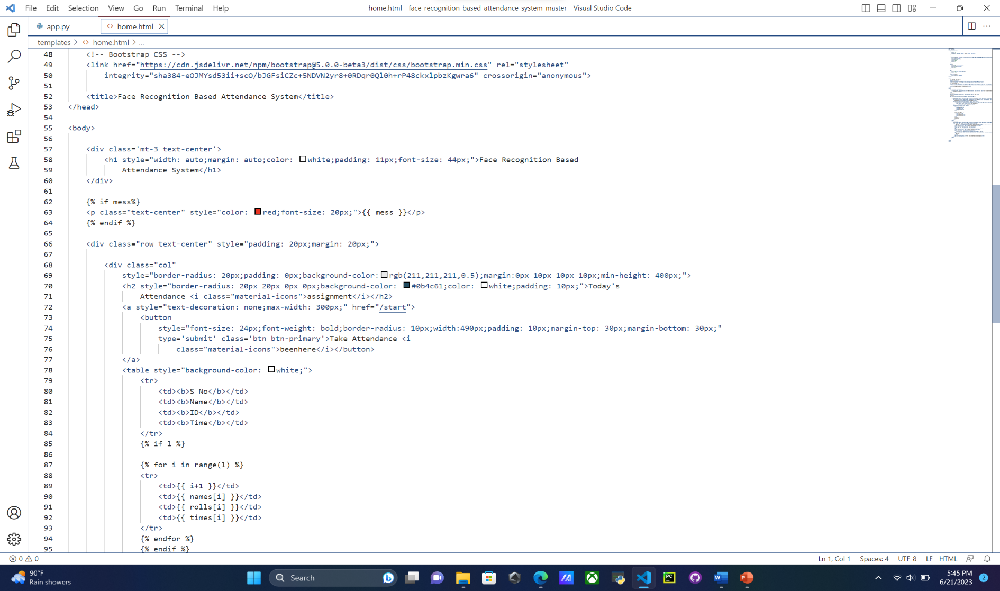 File Edit Selection View Go Run Terminal Help home.html - face-recognition-based-attendance-system-master - Visual Studio Code
app.py home.html
templates > home.html > ...
48 <!-- Bootstrap CSS -->
49 <link href="https://cdn.jsdelivr.net/npm/bootstrap@5.0.0-beta3/dist/css/bootstrap.min.css" rel="stylesheet"
50 integrity="sha384-eOJMYsd53ii+scO/bJGFsiCZc+5NDVN2yr8+0RDqr0Ql0h+rP48ckxlpbzKgwra6" crossorigin="anonymous">
51
52 <title>Face Recognition Based Attendance System</title>
53 </head>
54
55 <body>
56
57 <div class='mt-3 text-center'>
58 <h1 style="width: auto;margin: auto;color: white;padding: 11px;font-size: 44px;">Face Recognition Based
59 Attendance System</h1>
60 </div>
61
62 {% if mess%}
63 <p class="text-center" style="color: red;font-size: 20px;">{{ mess }}</p>
64 {% endif %}
65
66 <div class="row text-center" style="padding: 20px;margin: 20px;">
67
68 <div class="col"
69 style="border-radius: 20px;padding: 0px;background-color:rgb(211,211,211,0.5);margin:0px 10px 10px 10px;min-height: 400px;">
70 <h2 style="border-radius: 20px 20px 0px 0px;background-color: #0b4c61;color: white;padding: 10px;">Today's
71 Attendance <i class="material-icons">assignment</i></h2>
72 <a style="text-decoration: none;max-width: 300px;" href="/start">
73 <button
74 style="font-size: 24px;font-weight: bold;border-radius: 10px;width:490px;padding: 10px;margin-top: 30px;margin-bottom: 30px;"
75 type='submit' class='btn btn-primary'>Take Attendance <i
76 class="material-icons">beenhere</i></button>
77 </a>
78 <table style="background-color: white;">
79 <tr>
80 <td><b>S No</b></td>
81 <td><b>Name</b></td>
82 <td><b>ID</b></td>
83 <td><b>Time</b></td>
84 </tr>
85 {% if l %}
86
87 {% for i in range(l) %}
88 <tr>
89 <td>{{ i+1 }}</td>
90 <td>{{ names[i] }}</td>
91 <td>{{ rolls[i] }}</td>
92 <td>{{ times[i] }}</td>
93 </tr>
94 {% endfor %}
95 {% endif %}
0 0 Ln 1, Col 1 Spaces: 4 UTF-8 LF HTML
90°F Search 5:45 PM
Rain showers 6/21/2023 2